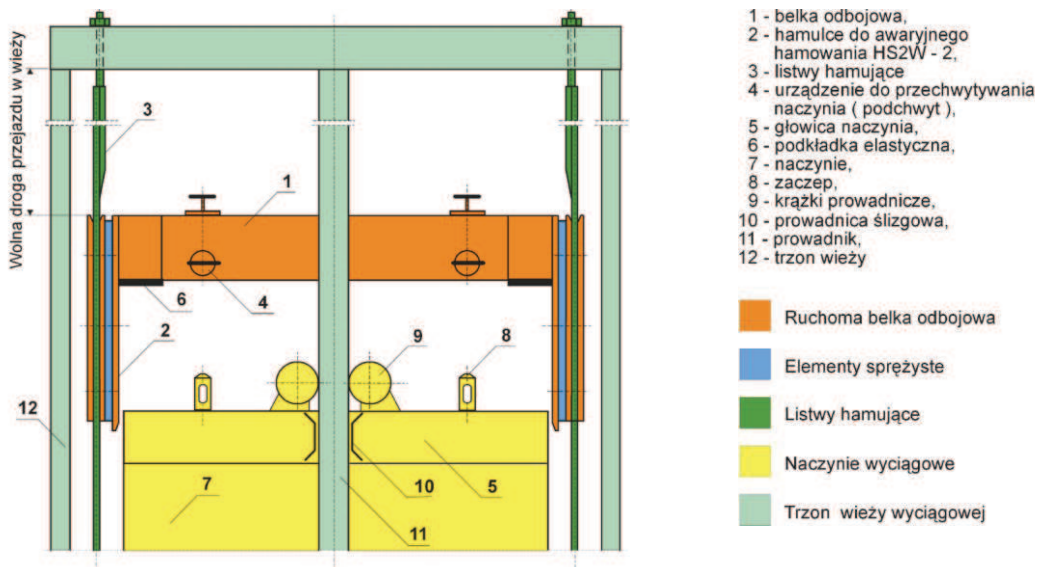 1 - belka odbojowa,
2 - hamulce do awaryjnego
hamowania HS2W - 2,
3 - listwy hamujące
4 - urządzenie do przechwytywania
naczynia ( podchwyt ),
5 - głowica naczynia,
6 - podkładka elastyczna,
7 - naczynie,
8 - zaczep,
9 - krążki prowadnicze,
10 - prowadnica ślizgowa,
11 - prowadnik,
12 - trzon wieży
Wolna droga przejazdu w wieży
3
1
6
4
2
9
8
12
7
10
5
11
Ruchoma belka odbojowa
Elementy sprężyste
Listwy hamujące
Naczynie wyciągowe
Trzon wieży wyciągowej